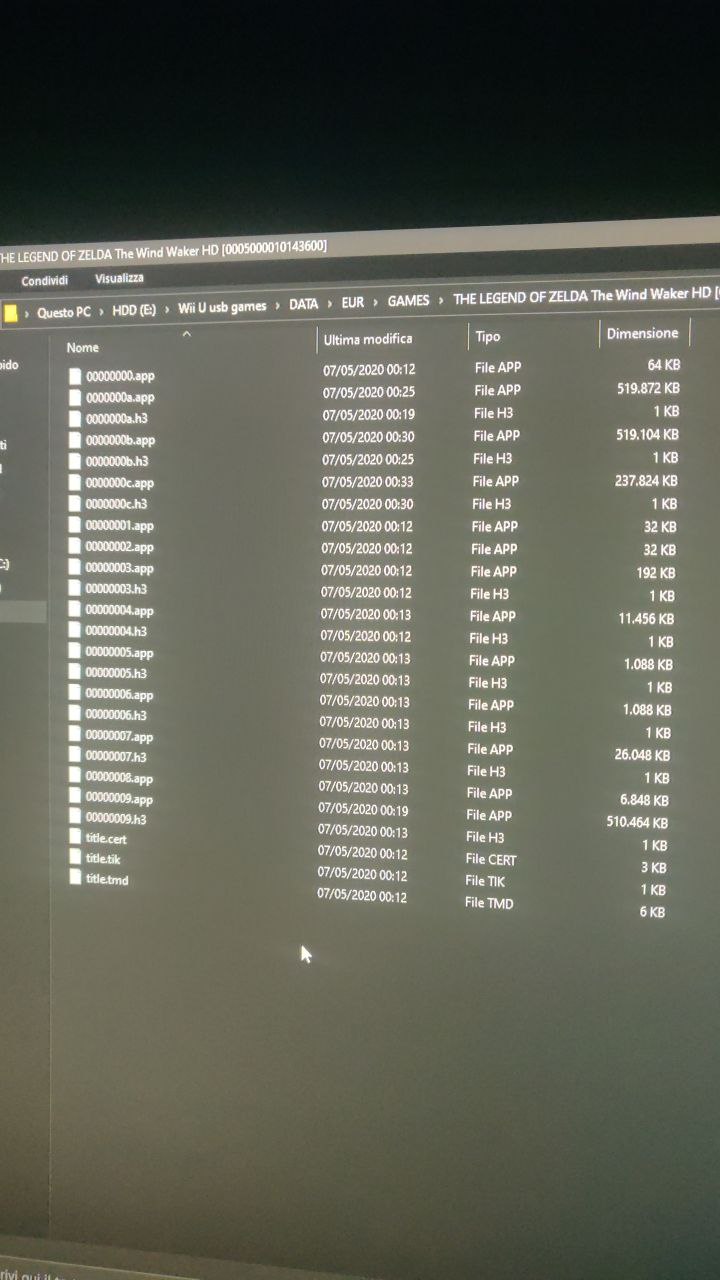 THE LEGEND OF ZELDA The Wind Waker HD [0005000010143600]
Condividi Visualizza
Questo PC > HDD (E:) > Wii U usb games > DATA > EUR > GAMES > THE LEGEND OF ZELDA The Wind Waker HD [
Nome Ultima modifica Tipo Dimensione
00000000.app 07/05/2020 00:12 File APP 64 KB
0000000a.app 07/05/2020 00:25 File APP 519.872 KB
0000000a.h3 07/05/2020 00:19 File H3 1 KB
0000000b.app 07/05/2020 00:30 File APP 519.104 KB
0000000b.h3 07/05/2020 00:25 File H3 1 KB
0000000c.app 07/05/2020 00:33 File APP 237.824 KB
0000000c.h3 07/05/2020 00:30 File H3 1 KB
00000001.app 07/05/2020 00:12 File APP 32 KB
00000002.app 07/05/2020 00:12 File APP 32 KB
00000003.app 07/05/2020 00:12 File APP 192 KB
00000003.h3 07/05/2020 00:12 File H3 1 KB
00000004.app 07/05/2020 00:13 File APP 11.456 KB
00000004.h3 07/05/2020 00:12 File H3 1 KB
00000005.app 07/05/2020 00:13 File APP 1.088 KB
00000005.h3 07/05/2020 00:13 File H3 1 KB
00000006.app 07/05/2020 00:13 File APP 1.088 KB
00000006.h3 07/05/2020 00:13 File H3 1 KB
00000007.app 07/05/2020 00:13 File APP 26.048 KB
00000007.h3 07/05/2020 00:13 File H3 1 KB
00000008.app 07/05/2020 00:13 File APP 6.848 KB
00000009.app 07/05/2020 00:19 File APP 510.464 KB
00000009.h3 07/05/2020 00:13 File H3 1 KB
title.cert 07/05/2020 00:12 File CERT 3 KB
title.tik 07/05/2020 00:12 File TIK 1 KB
title.tmd 07/05/2020 00:12 File TMD 6 KB